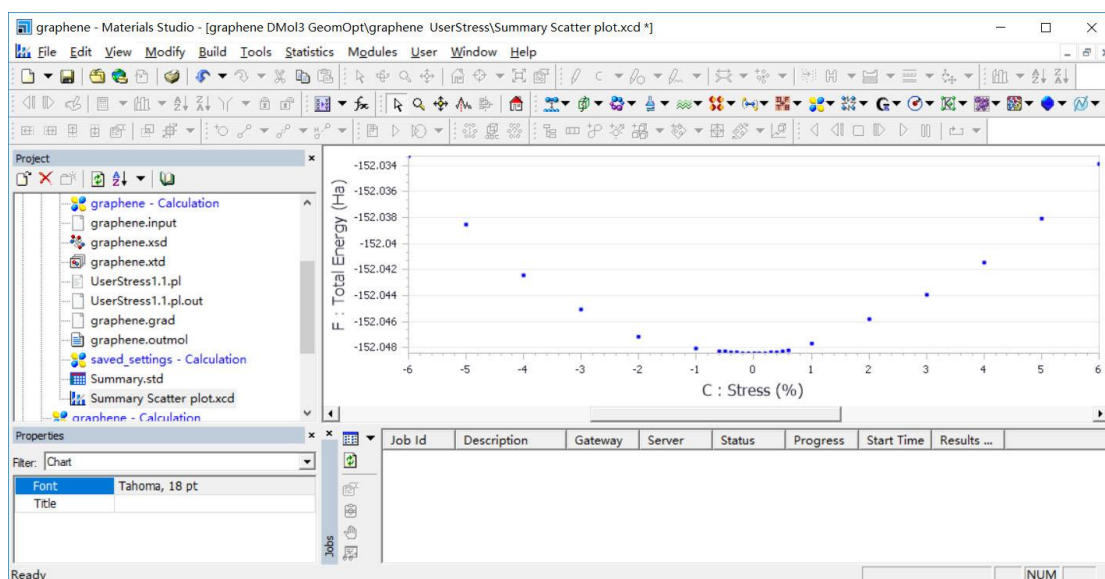 graphene - Materials Studio - [graphene DMol3 GeomOpt\graphene  UserStress\Summary Scatter plot.xcd *]
File Edit View Modify Build Tools Statistics Modules User Window Help
Project
graphene - Calculation
graphene.input
graphene.xsd
graphene.xtd
UserStress1.1.pl
UserStress1.1.pl.out
graphene.grad
graphene.outmol
saved_settings - Calculation
Summary.std
Summary Scatter plot.xcd
graphene - Calculation
F : Total Energy (Ha)
-152.034
-152.036
-152.038
-152.04
-152.042
-152.044
-152.046
-152.048
-6 -5 -4 -3 -2 -1 0 1 2 3 4 5 6
C : Stress (%)
Properties
Filter: Chart
Font Tahoma, 18 pt
Title
Jobs
Job Id Description Gateway Server Status Progress Start Time Results ...
Ready NUM